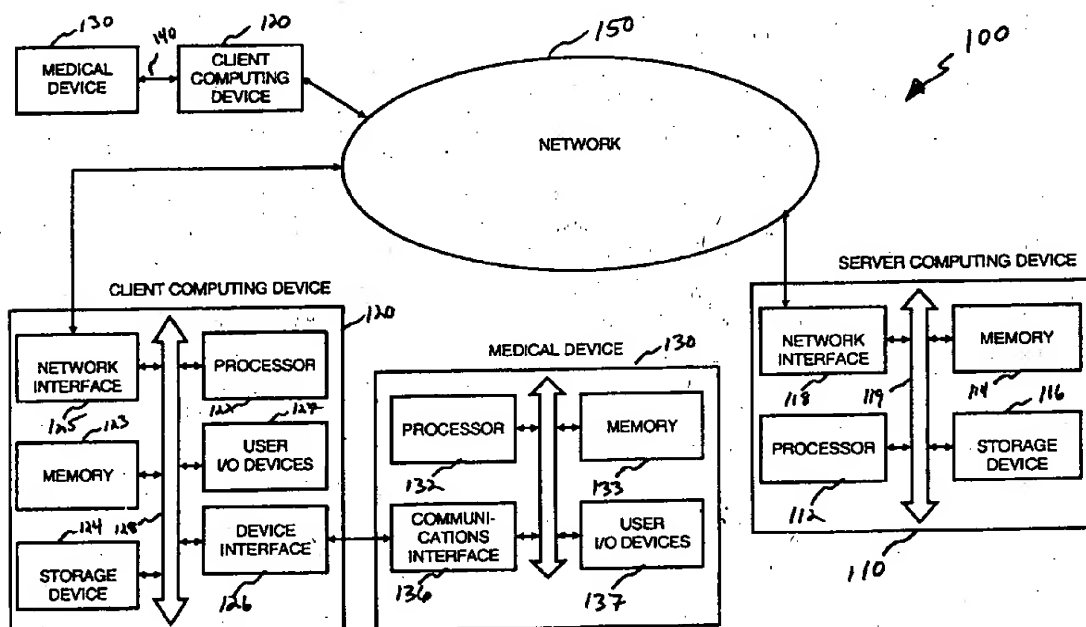 130
140
120
150
100
MEDICAL
DEVICE
CLIENT
COMPUTING
DEVICE
NETWORK
CLIENT COMPUTING DEVICE
120
NETWORK
INTERFACE
125
PROCESSOR
122
123
MEMORY
127
USER
I/O DEVICES
124
128
STORAGE
DEVICE
DEVICE
INTERFACE
126
MEDICAL DEVICE
130
PROCESSOR
132
MEMORY
133
COMMUNI-
CATIONS
INTERFACE
136
USER
I/O DEVICES
137
SERVER COMPUTING DEVICE
NETWORK
INTERFACE
118
119
MEMORY
114
116
PROCESSOR
112
STORAGE
DEVICE
110